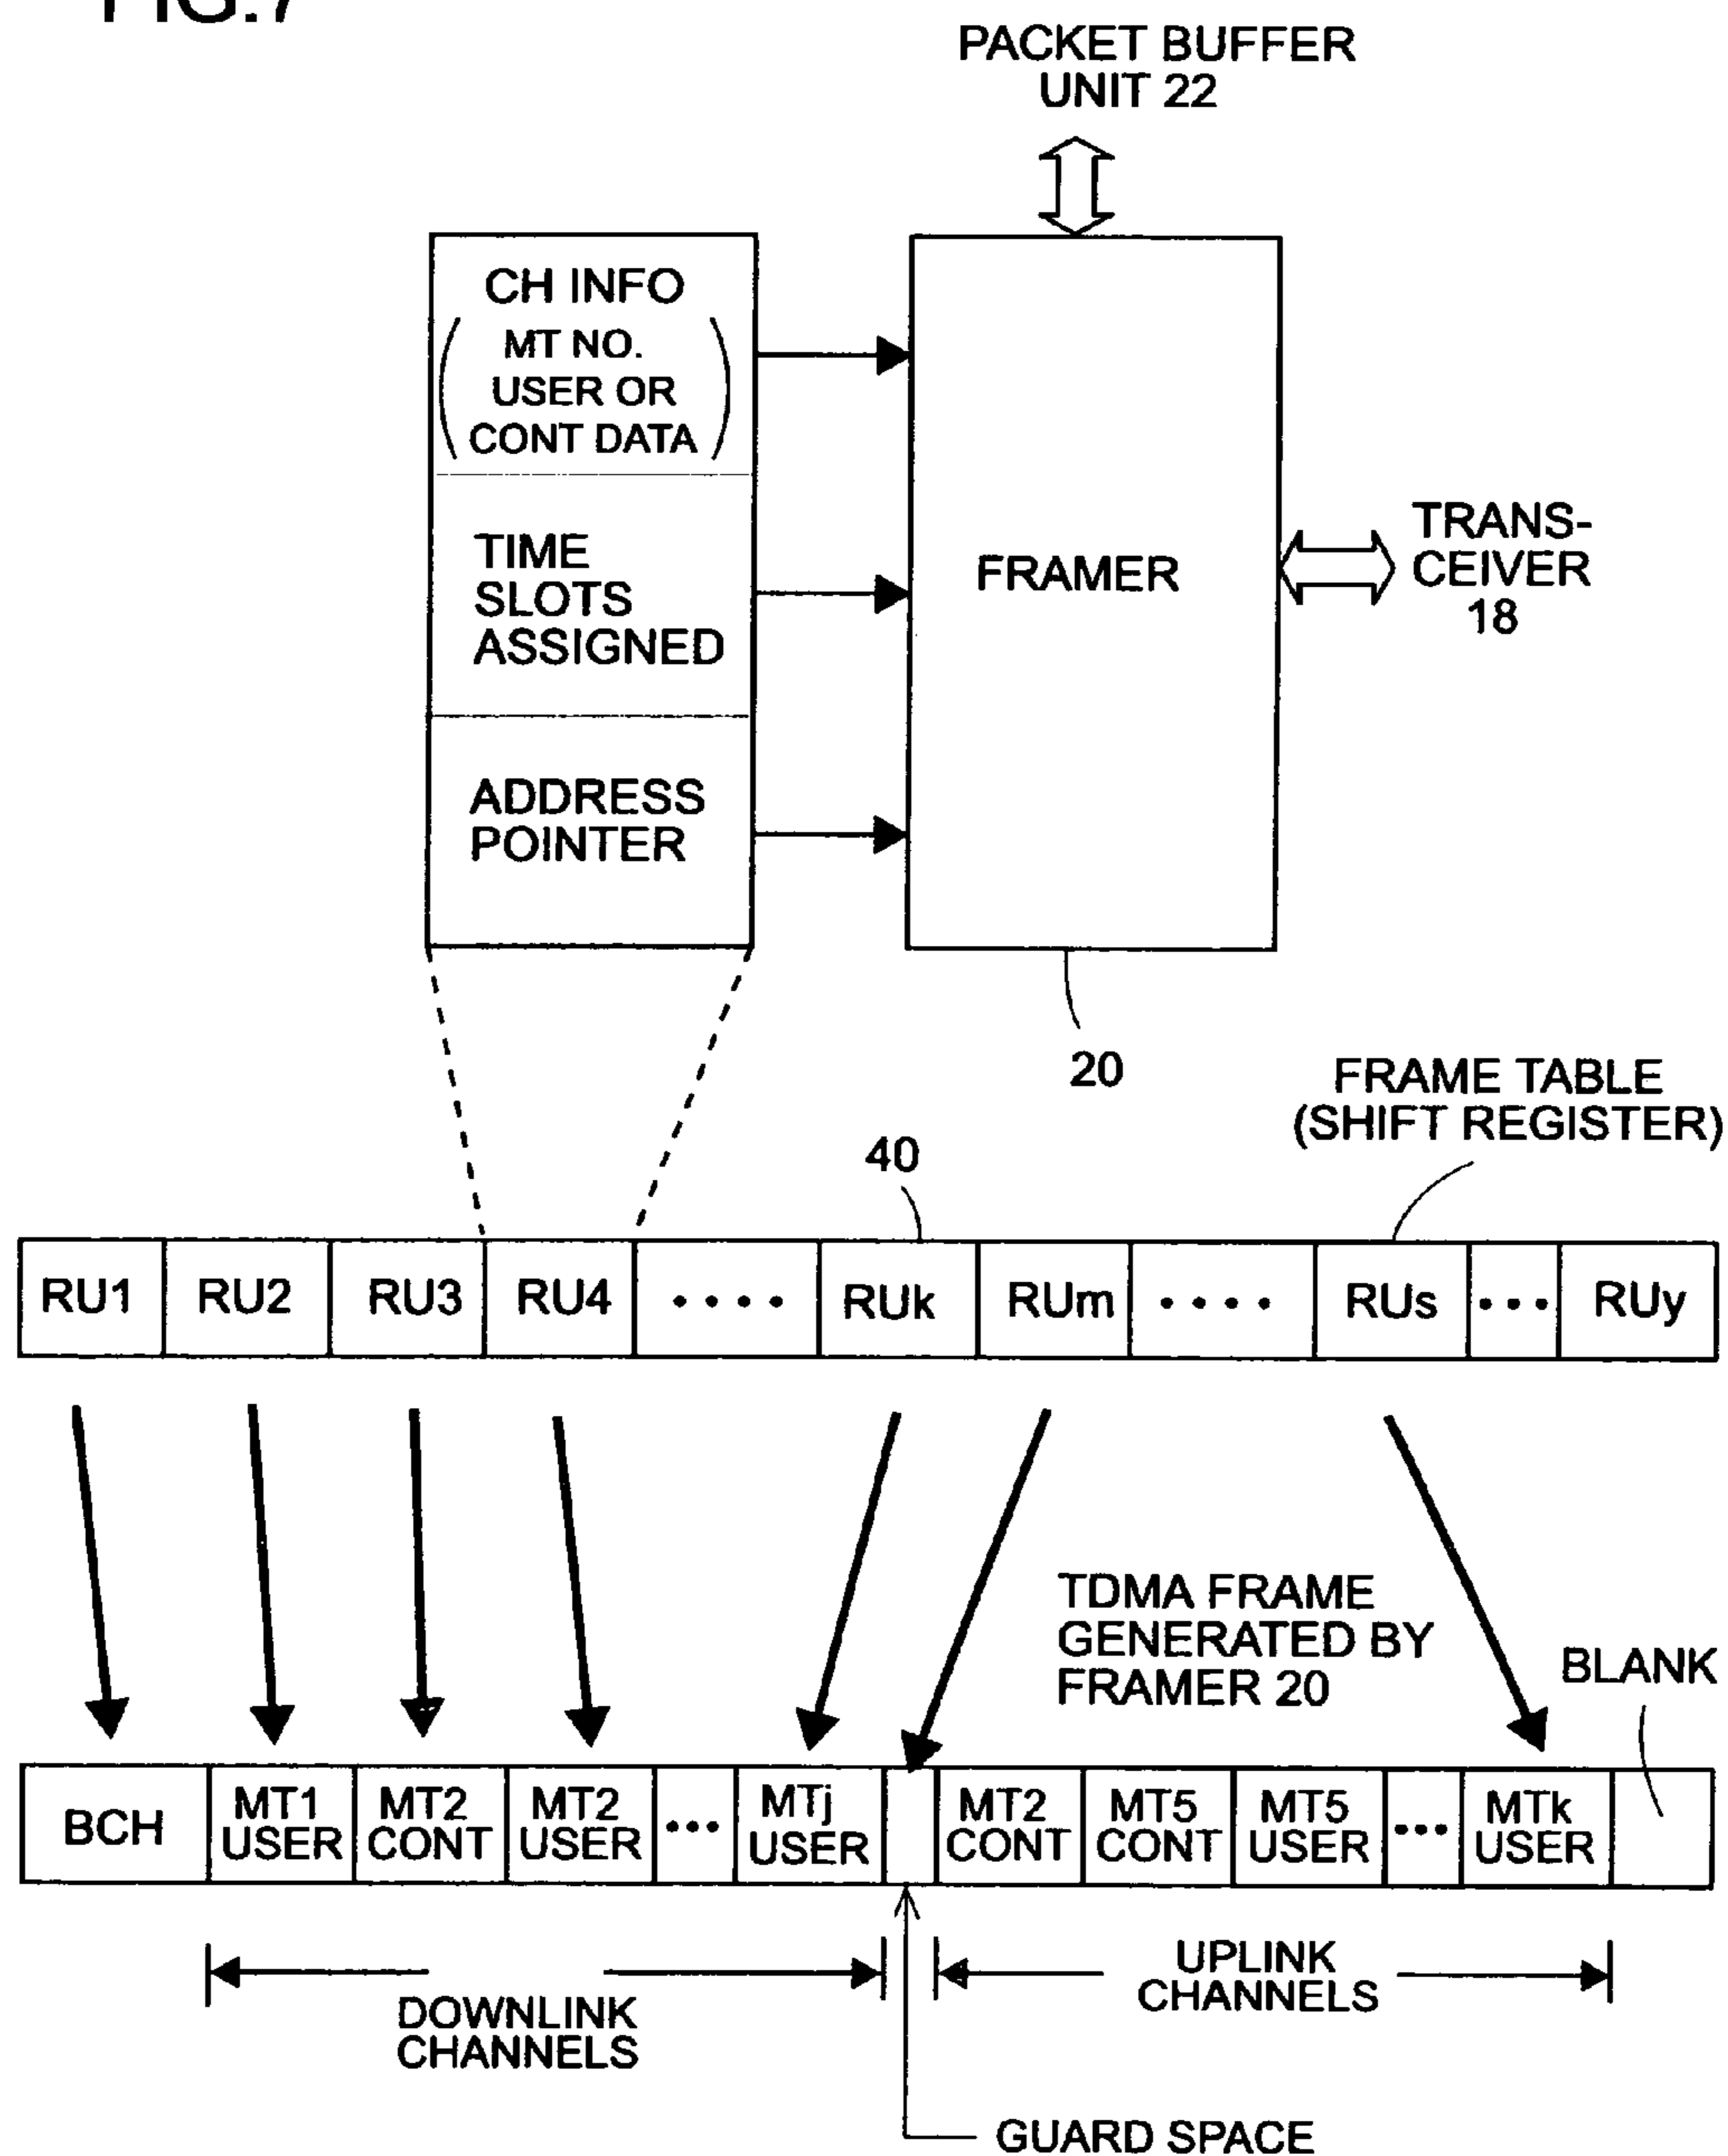 FIG.7
PACKET BUFFER
UNIT 22
CH INFO
MT NO.
USER OR
CONT DATA
TIME
SLOTS
ASSIGNED
ADDRESS
POINTER
FRAMER
TRANS-
CEIVER
18
20
FRAME TABLE
(SHIFT REGISTER)
40
RU1 RU2 RU3 RU4 •••• RUk RUm •••• RUs ••• RUy
TDMA FRAME
GENERATED BY
FRAMER 20
BLANK
BCH
MT1
USER
MT2
CONT
MT2
USER
•••
MTj
USER
MT2
CONT
MT5
CONT
MT5
USER
•••
MTk
USER
DOWNLINK
CHANNELS
UPLINK
CHANNELS
GUARD SPACE